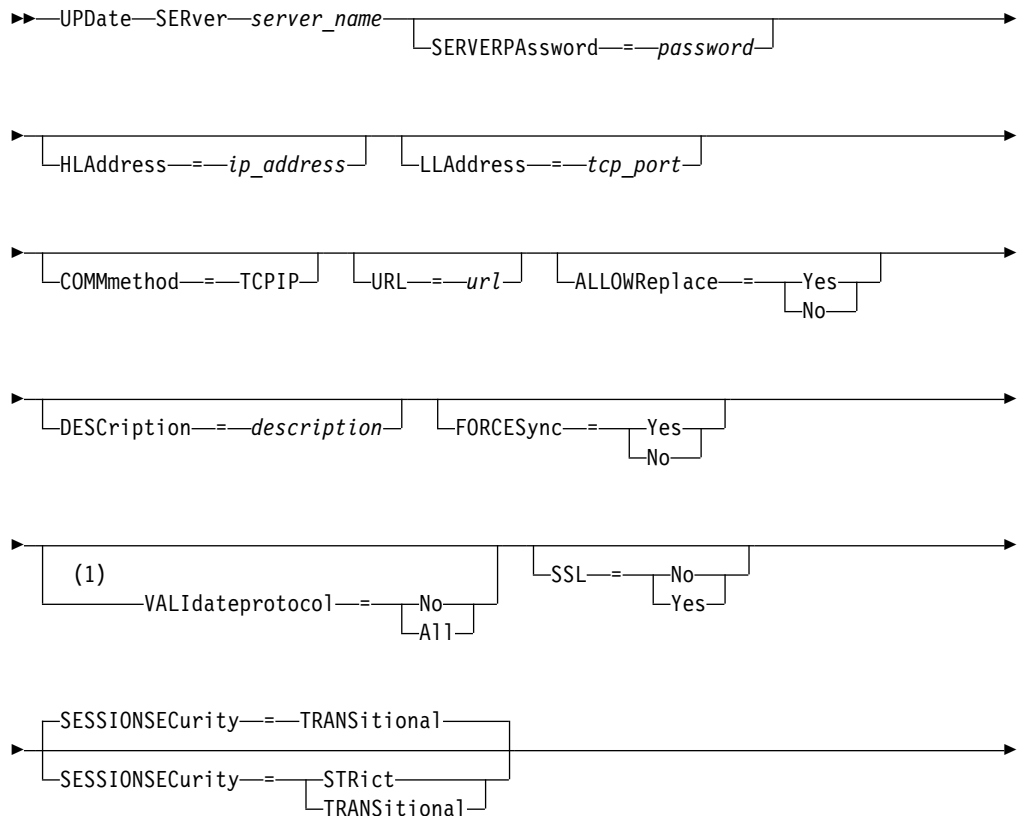 UPDate SERver server_name
SERVERPAssword = password
HLAddress = ip_address LLAddress = tcp_port
COMMmethod = TCPIP URL = url ALLOWReplace = Yes
No
DESCription = description FORCESync = Yes
No
(1)
VALIdateprotocol = No
All
SSL = No
Yes
SESSIONSECurity = TRANSitional
SESSIONSECurity = STRict
TRANSitional